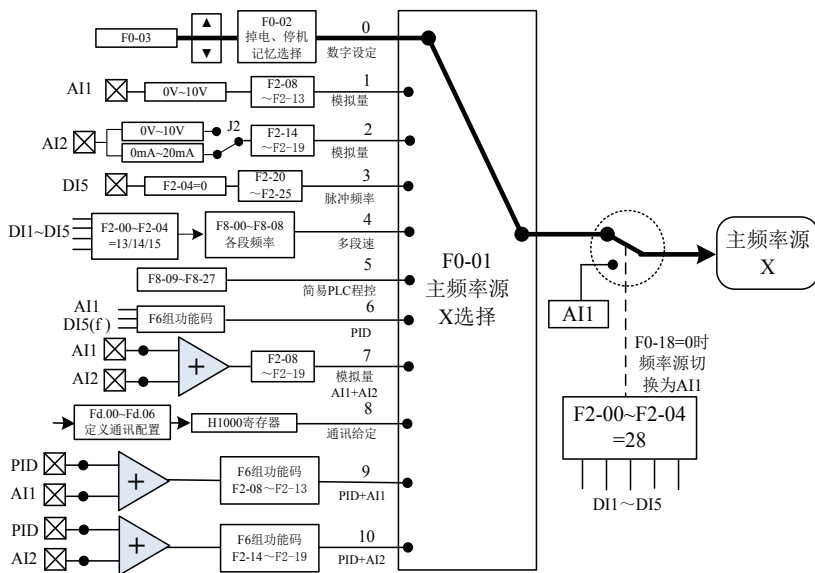 F0-03
▲
▼
F0-02
掉电、停机
记忆选择
0
数字设定
AI1
0V~10V
F2-08
～F2-13
1
模拟量
AI2
0V~10V
0mA~20mA
J2
F2-14
～F2-19
2
模拟量
DI5
F2-04=0
F2-20
～F2-25
3
脉冲频率
DI1~DI5
F2-00~F2-04
=13/14/15
F8-00~F8-08
各段频率
4
多段速
F8-09~F8-27
5
简易PLC程控
AI1
DI5(f)
F6组功能码
6
PID
AI1
AI2
+
F2-08
～F2-19
7
模拟量
AI1+AI2
Fd.00~Fd.06
定义通讯配置
H1000寄存器
8
通讯给定
PID
AI1
+
F6组功能码
F2-08～F2-13
9
PID+AI1
PID
AI2
+
F6组功能码
F2-14～F2-19
10
PID+AI2
F0-01
主频率源
X选择
AI1
主频率源
X
F0-18=0时
频率源切
换为AI1
F2-00~F2-04
=28
DI1～DI5